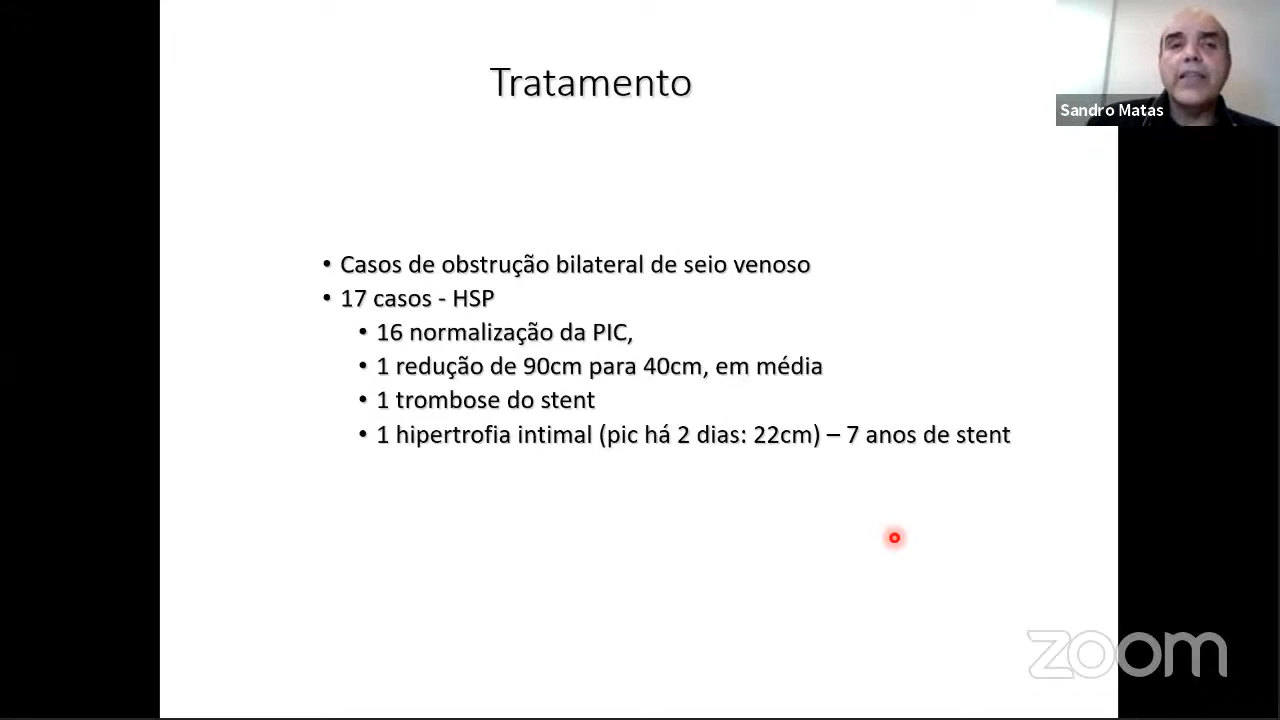 Tratamento
Sandro Matas
• Casos de obstrução bilateral de seio venoso
• 17 casos - HSP
• 16 normalização da PIC,
• 1 redução de 90cm para 40cm, em média
• 1 trombose do stent
• 1 hipertrofia intimal (pic há 2 dias: 22cm) – 7 anos de stent
zoom